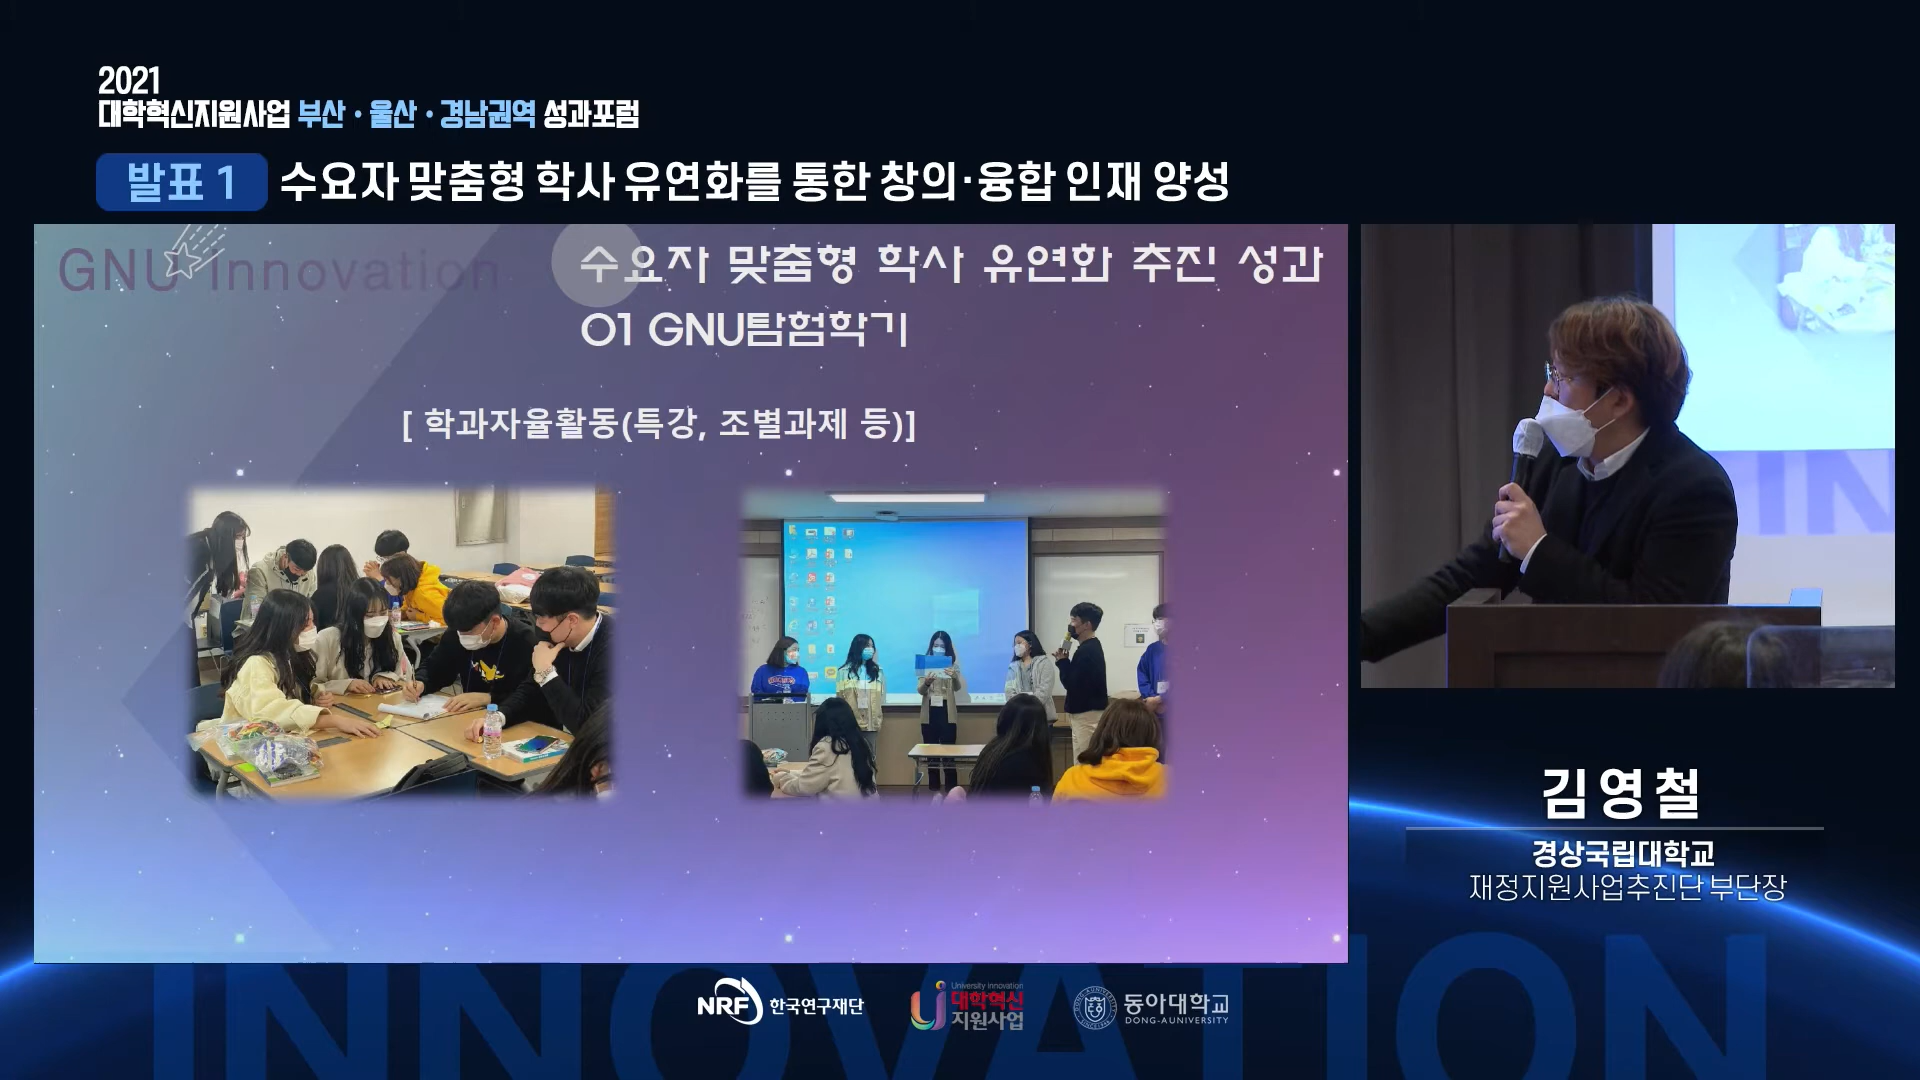 2021
대학혁신지원사업 부산·울산·경남권역 성과포럼
발표 1 수요자 맞춤형 학사 유연화를 통한 창의·융합 인재 양성
GNU Innovation
수요자 맞춤형 학사 유연화 추진 성과
01 GNU탐험학기
[ 학과자율활동(특강, 조별과제 등)]
IN
김영철
경상국립대학교
재정지원사업추진단 부단장
INNOVATION
NRF 한국연구재단
University innovation
대학혁신
지원사업
동아대학교
DONG-A UNIVERSITY